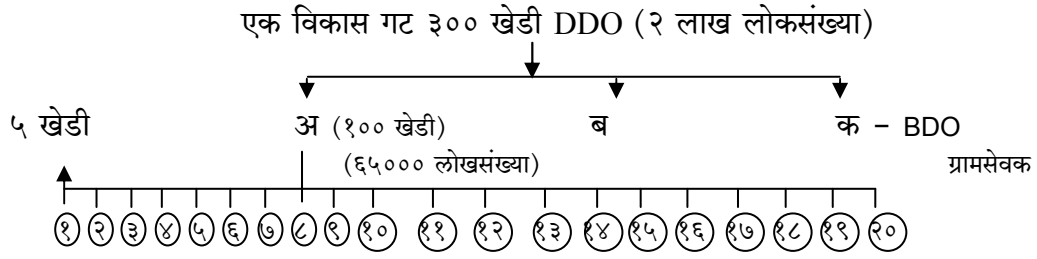 एक विकास गट ३०० खेडी DDO (२ लाख लोकसंख्या)
५ खेडी अ (१०० खेडी) ब क – BDO
(६५००० लोखसंख्या) ग्रामसेवक
१ २ ३ ४ ५ ६ ७ ८ ९ १० ११ १२ १३ १४ १५ १६ १७ १८ १९ २०